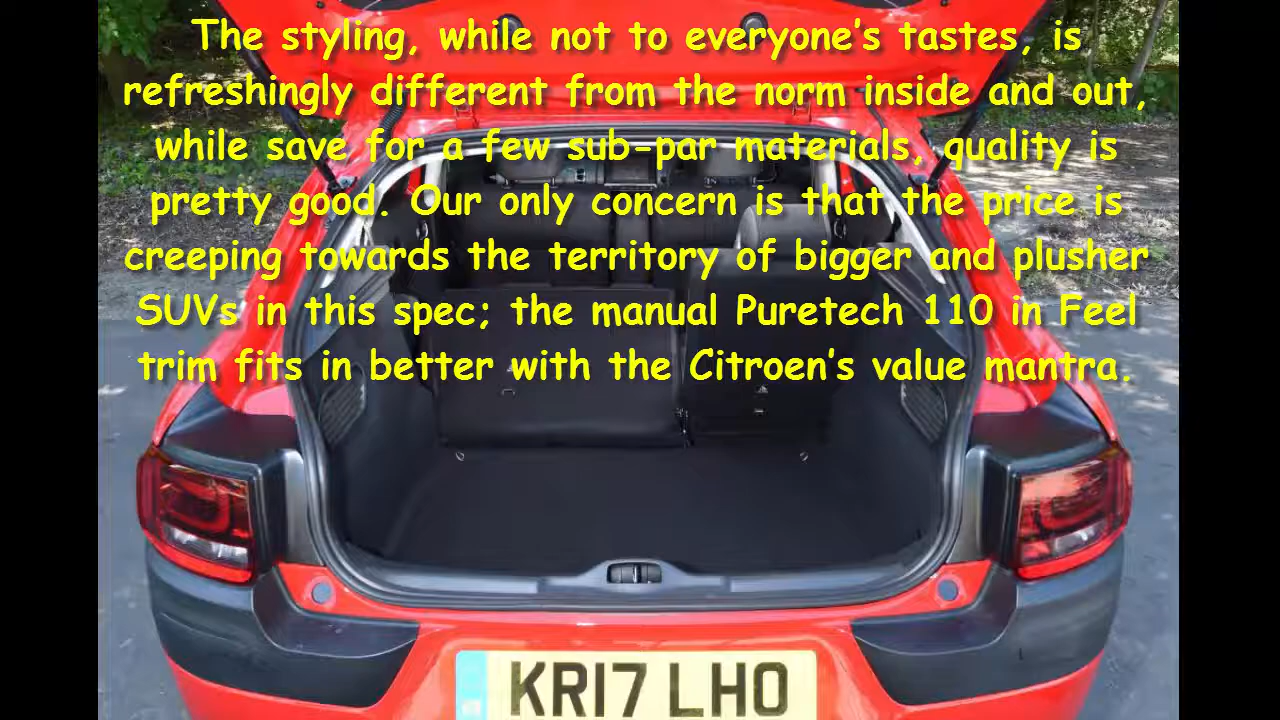 The styling, while not to everyone's tastes, is
refreshingly different from the norm inside and out,
while save for a few sub-par materials, quality is
pretty good. Our only concern is that the price is
creeping towards the territory of bigger and plusher
SUVs in this spec; the manual Puretech 110 in Feel
trim fits in better with the Citroen's value mantra.
KR17 LHO